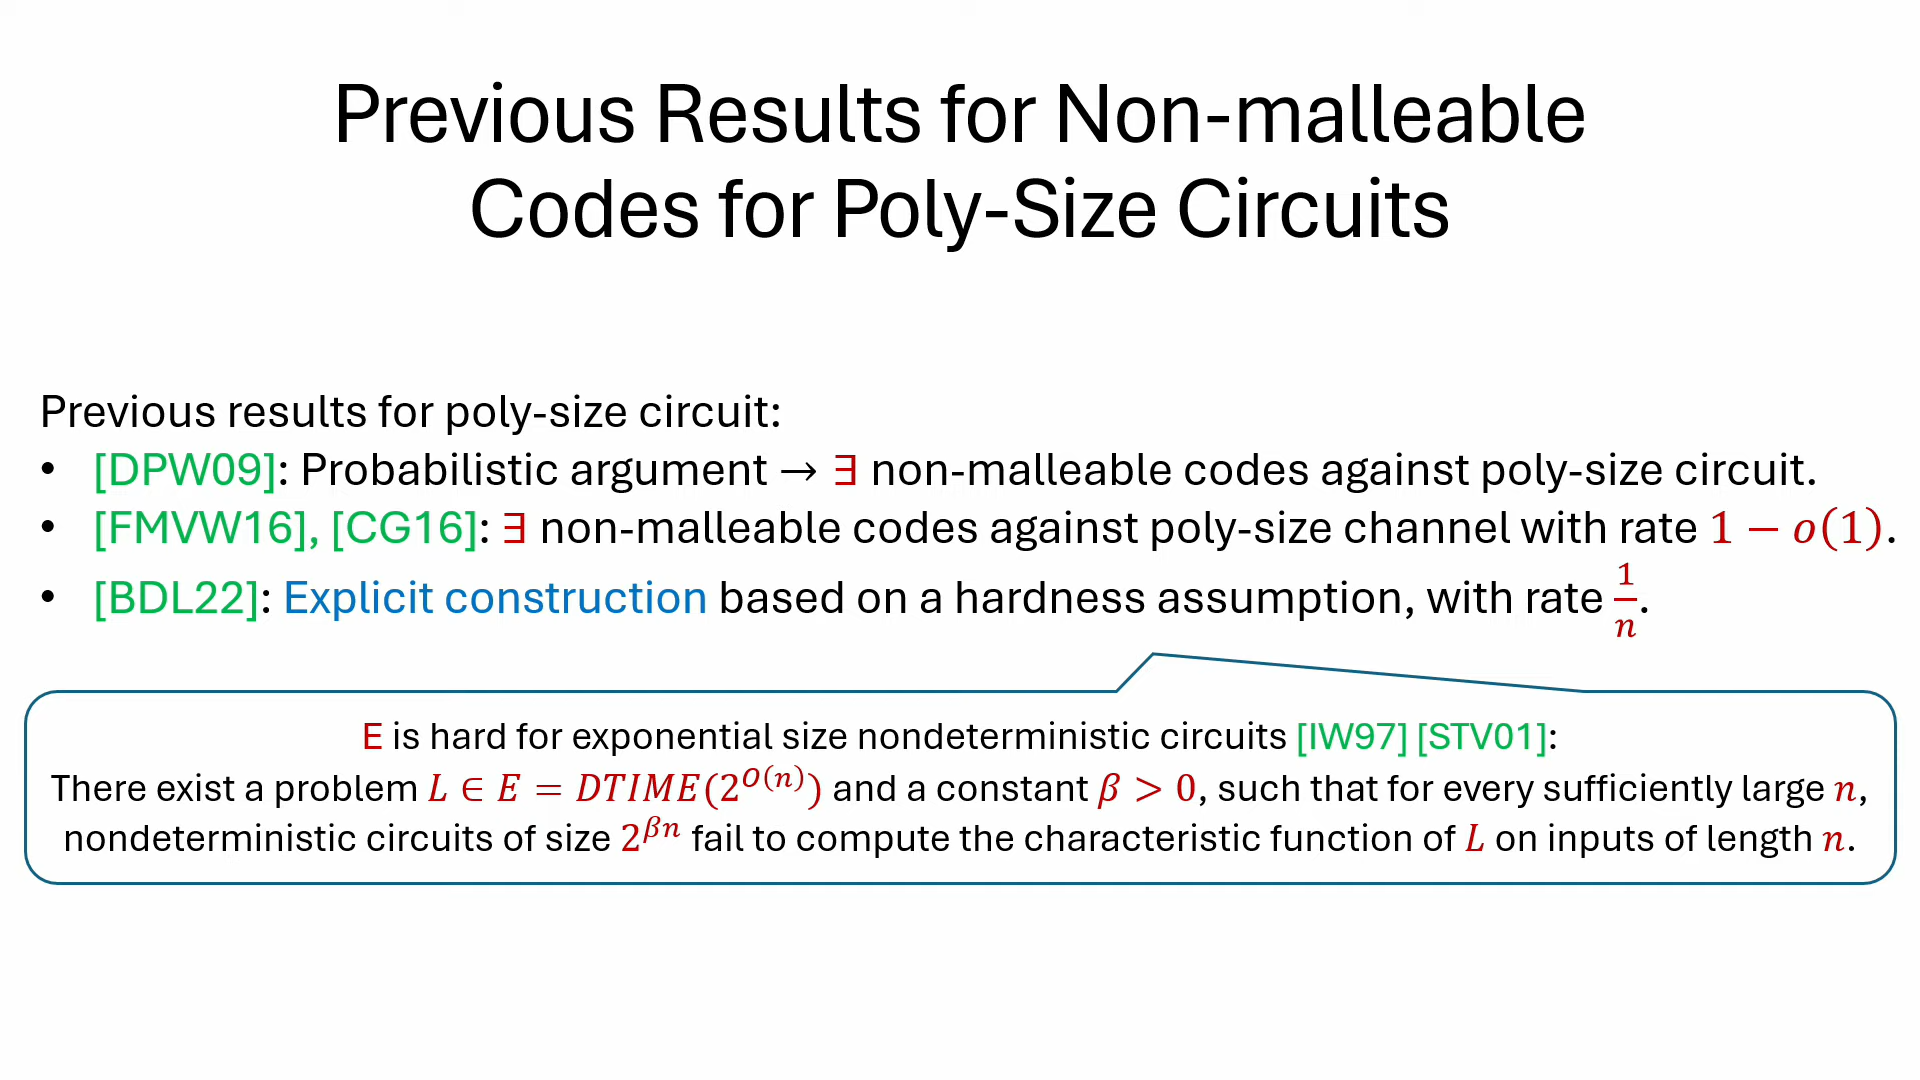 Previous Results for Non-malleable
Codes for Poly-Size Circuits
Previous results for poly-size circuit:
• [DPW09]: Probabilistic argument → ∃ non-malleable codes against poly-size circuit.
• [FMVW16], [CG16]: ∃ non-malleable codes against poly-size channel with rate 1 − o(1).
• [BDL22]: Explicit construction based on a hardness assumption, with rate 1/n.
E is hard for exponential size nondeterministic circuits [IW97] [STV01]:
There exist a problem L ∈ E = DTIME(2^{O(n)}) and a constant β > 0, such that for every sufficiently large n,
nondeterministic circuits of size 2^{βn} fail to compute the characteristic function of L on inputs of length n.